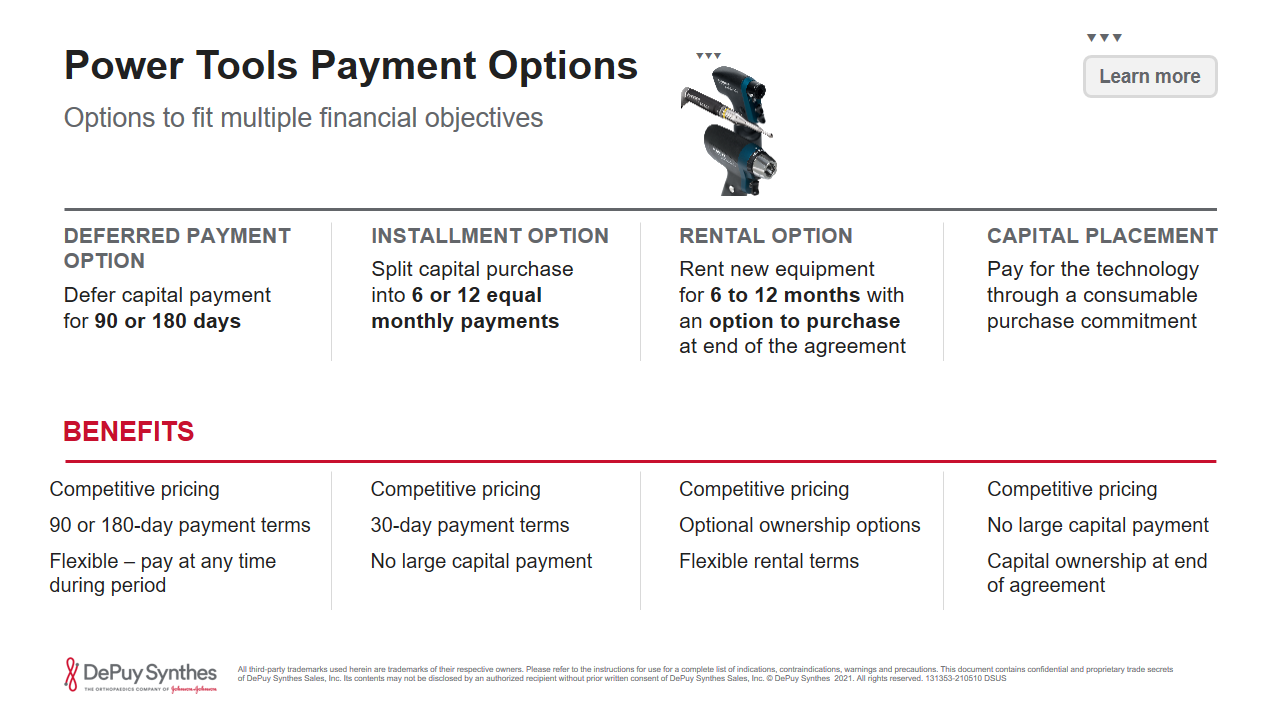 Power Tools Payment Options
Options to fit multiple financial objectives
Learn more
DEFERRED PAYMENT
OPTION
Defer capital payment
for 90 or 180 days
INSTALLMENT OPTION
Split capital purchase
into 6 or 12 equal
monthly payments
RENTAL OPTION
Rent new equipment
for 6 to 12 months with
an option to purchase
at end of the agreement
CAPITAL PLACEMENT
Pay for the technology
through a consumable
purchase commitment
BENEFITS
Competitive pricing
90 or 180-day payment terms
Flexible – pay at any time
during period
Competitive pricing
30-day payment terms
No large capital payment
Competitive pricing
Optional ownership options
Flexible rental terms
Competitive pricing
No large capital payment
Capital ownership at end
of agreement
DePuy Synthes
THE ORTHOPAEDICS COMPANY OF Johnson & Johnson
All third-party trademarks used herein are trademarks of their respective owners. Please refer to the instructions for use for a complete list of indications, contraindications, warnings and precautions. This document contains confidential and proprietary trade secrets
of DePuy Synthes Sales, Inc. Its contents may not be disclosed by an authorized recipient without prior written consent of DePuy Synthes Sales, Inc. © DePuy Synthes 2021. All rights reserved. 131353-210510 DSUS